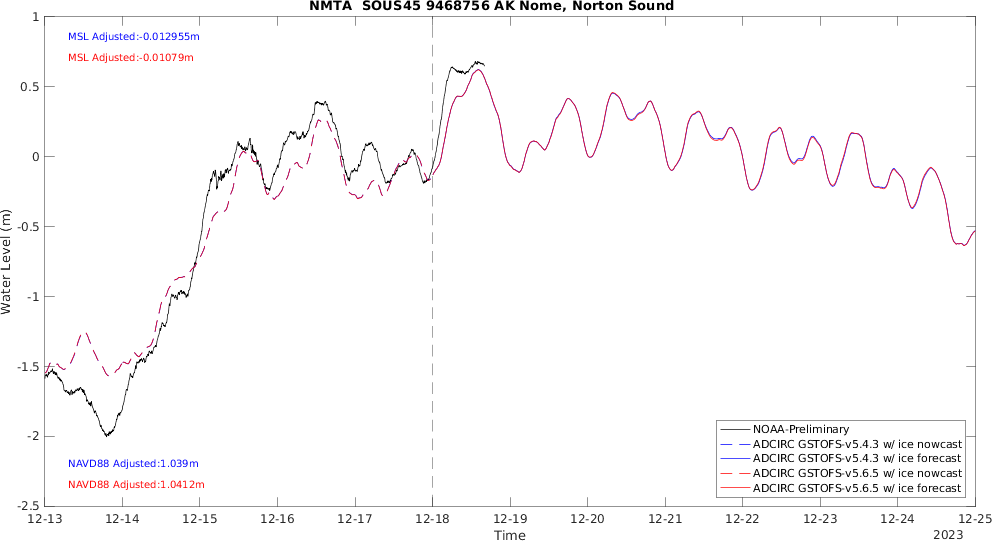 NMTA  SOUS45 9468756 AK Nome, Norton Sound
MSL Adjusted:-0.012955m
MSL Adjusted:-0.01079m
1
0.5
0
-0.5
-1
-1.5
-2
-2.5
Water Level (m)
NAVD88 Adjusted:1.039m
NAVD88 Adjusted:1.0412m
NOAA-Preliminary
ADCIRC GSTOFS-v5.4.3 w/ ice nowcast
ADCIRC GSTOFS-v5.4.3 w/ ice forecast
ADCIRC GSTOFS-v5.6.5 w/ ice nowcast
ADCIRC GSTOFS-v5.6.5 w/ ice forecast
12-13 12-14 12-15 12-16 12-17 12-18 12-19 12-20 12-21 12-22 12-23 12-24 12-25
Time
2023